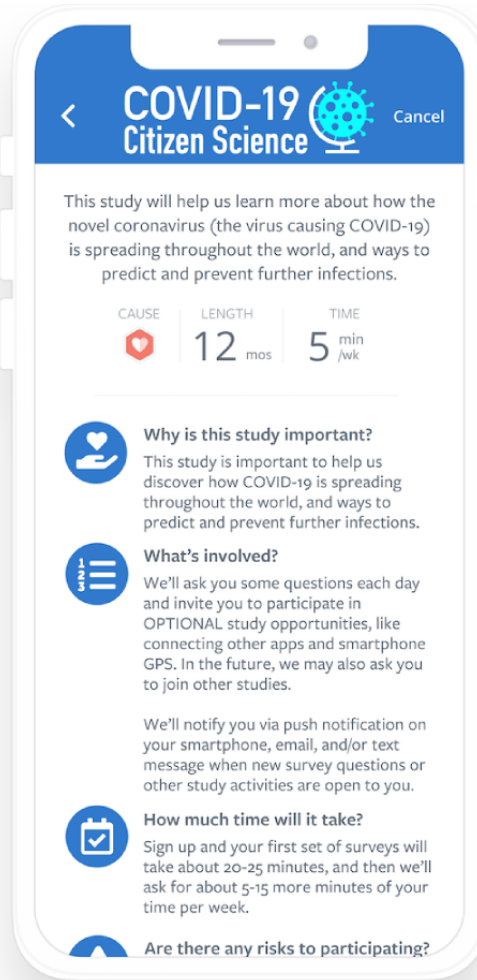 COVID-19
Citizen Science
Cancel
This study will help us learn more about how the
novel coronavirus (the virus causing COVID-19)
is spreading throughout the world, and ways to
predict and prevent further infections.
CAUSE LENGTH TIME
12 mos 5 min
/wk
Why is this study important?
This study is important to help us
discover how COVID-19 is spreading
throughout the world, and ways to
predict and prevent further infections.
1
2
3
What's involved?
We'll ask you some questions each day
and invite you to participate in
OPTIONAL study opportunities, like
connecting other apps and smartphone
GPS. In the future, we may also ask you
to join other studies.
We'll notify you via push notification on
your smartphone, email, and/or text
message when new survey questions or
other study activities are open to you.
How much time will it take?
Sign up and your first set of surveys will
take about 20-25 minutes, and then we'll
ask for about 5-15 more minutes of your
time per week.
Are there any risks to participating?